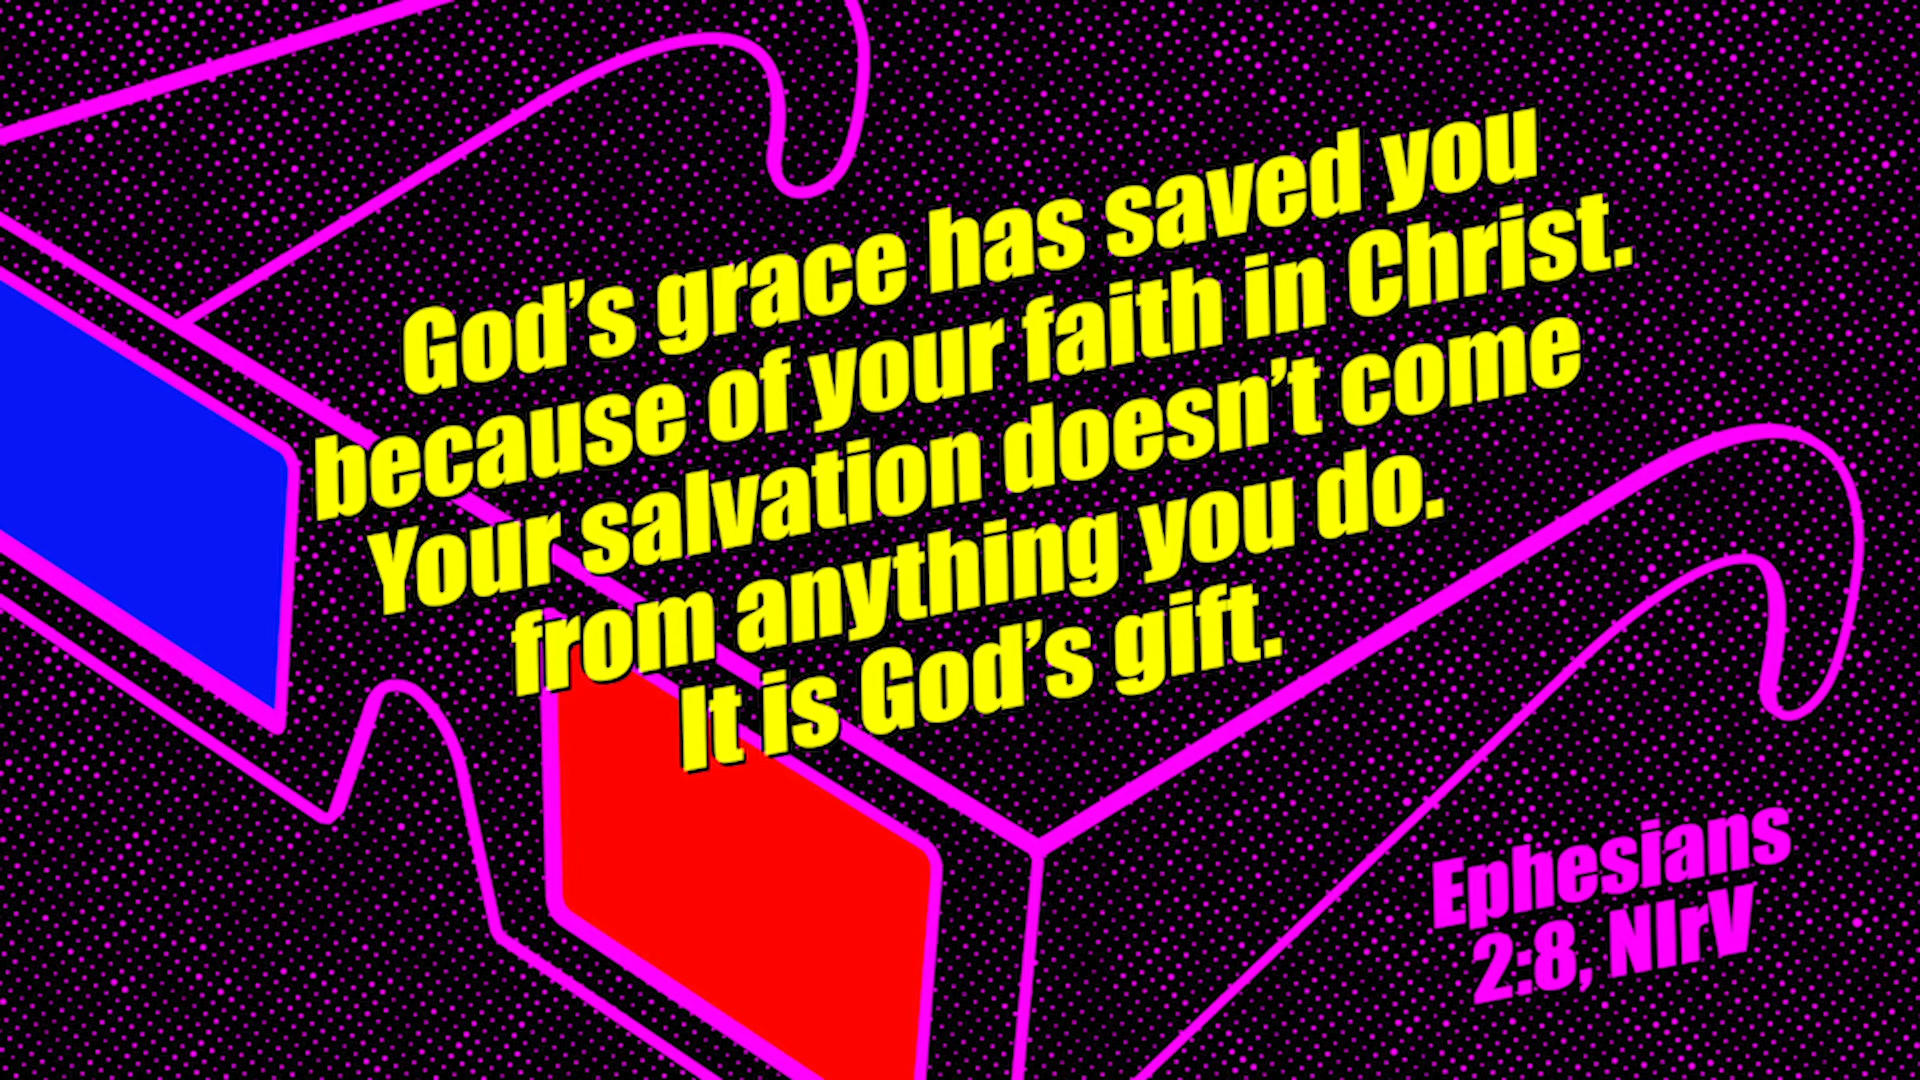 God's grace has saved you
because of your faith in Christ.
Your salvation doesn't come
from anything you do.
It is God's gift.
Ephesians
2:8, NIrV